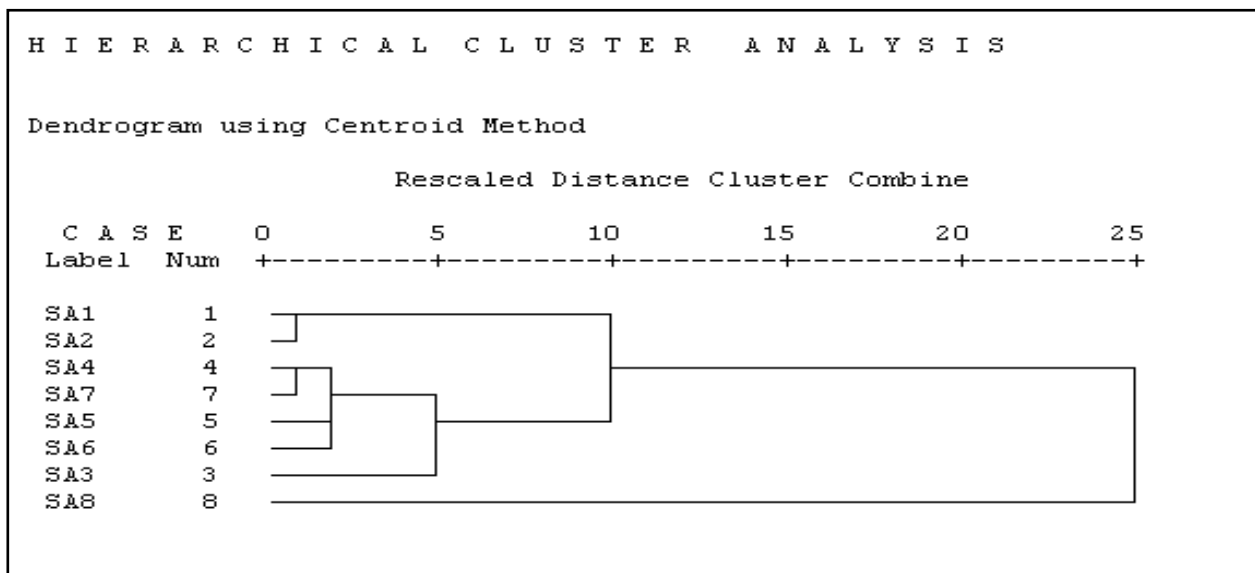 H I E R A R C H I C A L  C L U S T E R  A N A L Y S I S
Dendrogram using Centroid Method
Rescaled Distance Cluster Combine
C A S E 0 5 10 15 20 25
Label Num +---------+---------+---------+---------+---------+
SA1 1
SA2 2
SA4 4
SA7 7
SA5 5
SA6 6
SA3 3
SA8 8